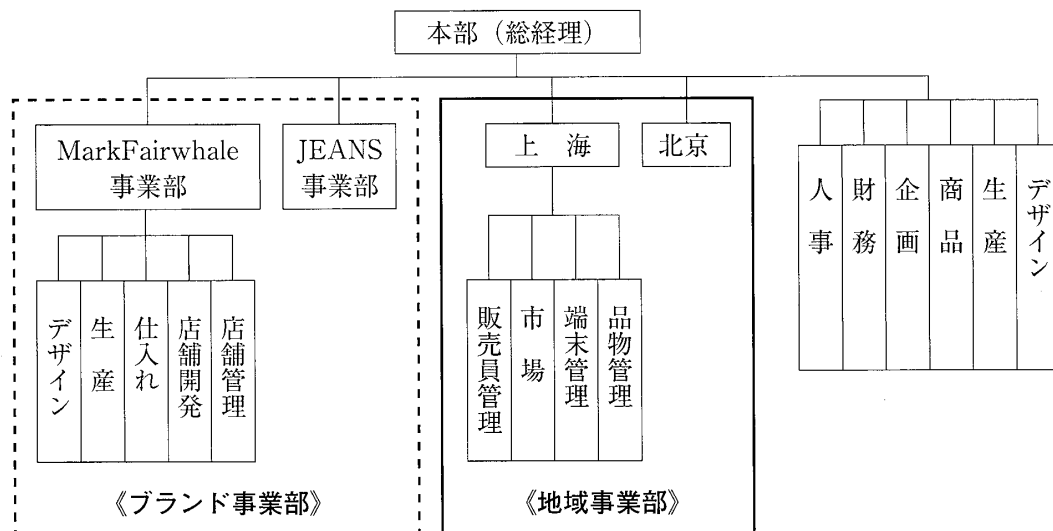 本部（総経理）
MarkFairwhale
事業部
JEANS
事業部
上 海
北京
人事
財務
企画
商品
生産
デザイン
デザイン
生産
仕入れ
店舗開発
店舗管理
販売員管理
市場
端末管理
品物管理
《ブランド事業部》
《地域事業部》